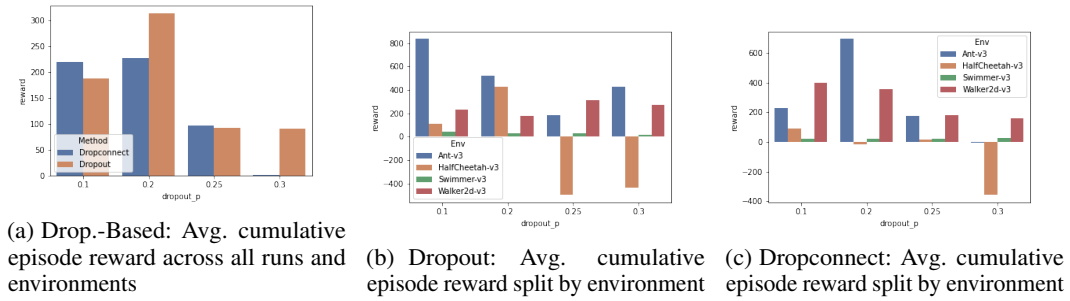 300
250
200
150
100
50
0
reward
Method
Dropconnect
Dropout
0.1
0.2
0.25
0.3
dropout_p
(a) Drop.-Based: Avg. cumulative
episode reward across all runs and
environments
800
600
400
200
0
−200
−400
reward
Env
Ant-v3
HalfCheetah-v3
Swimmer-v3
Walker2d-v3
0.1
0.2
0.25
0.3
dropout_p
(b) Dropout: Avg. cumulative
episode reward split by environment
600
400
200
0
−200
−400
reward
Env
Ant-v3
HalfCheetah-v3
Swimmer-v3
Walker2d-v3
0.1
0.2
0.25
0.3
dropout_p
(c) Dropconnect: Avg. cumulative
episode reward split by environment